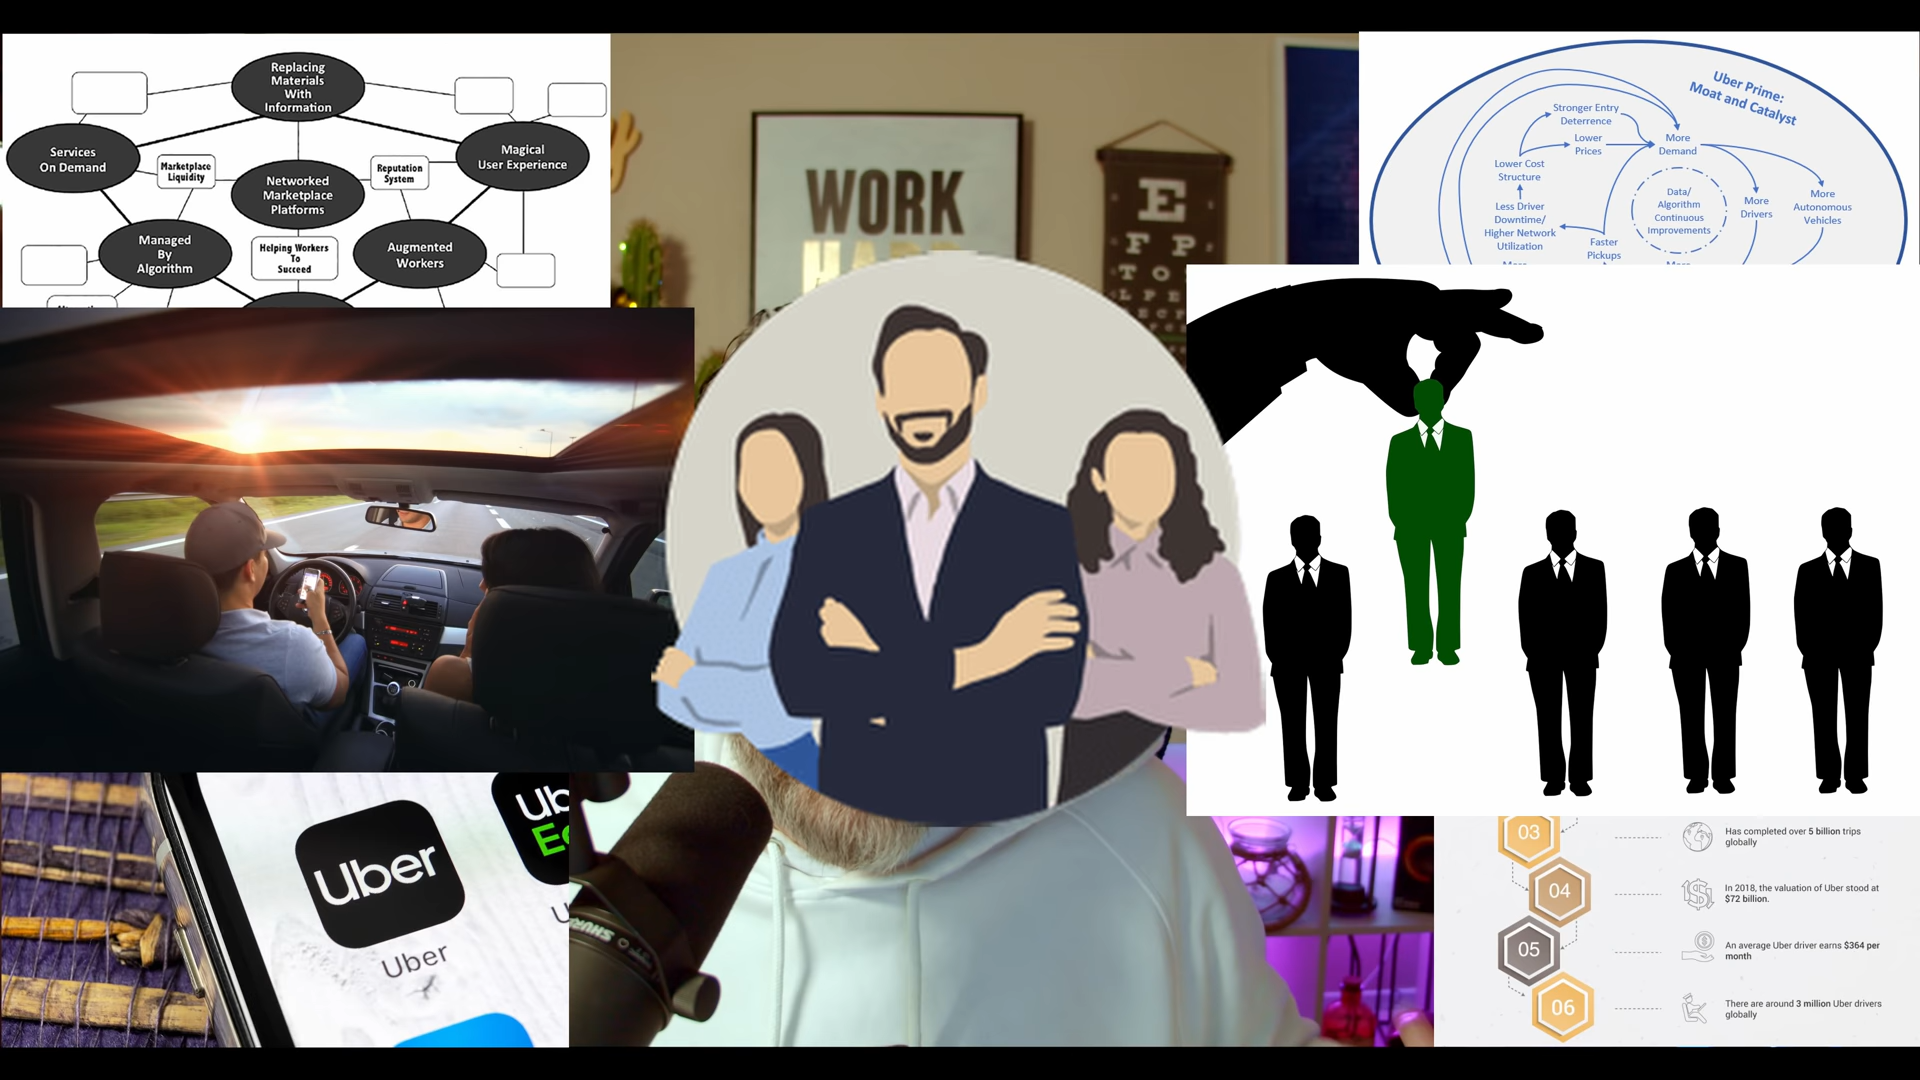 Replacing
Materials
With
Information
Services
On Demand
Marketplace
Liquidity
Networked
Marketplace
Platforms
Reputation
System
Magical
User Experience
Managed
By
Algorithm
Helping Workers
To
Succeed
Augmented
Workers
WORK
E
F P
T O
L P E
Uber Prime:
Moat and Catalyst
Stronger Entry
Deterrence
Lower
Prices
More
Demand
Lower Cost
Structure
Data/
Algorithm
Continuous
Improvements
More
Drivers
More
Autonomous
Vehicles
Less Driver
Downtime/
Higher Network
Utilization
Faster
Pickups
Uber
Uber
SHURE
03
Has completed over 5 billion trips
globally
04
In 2018, the valuation of Uber stood at
$72 billion.
05
An average Uber driver earns $364 per
month
06
There are around 3 million Uber drivers
globally